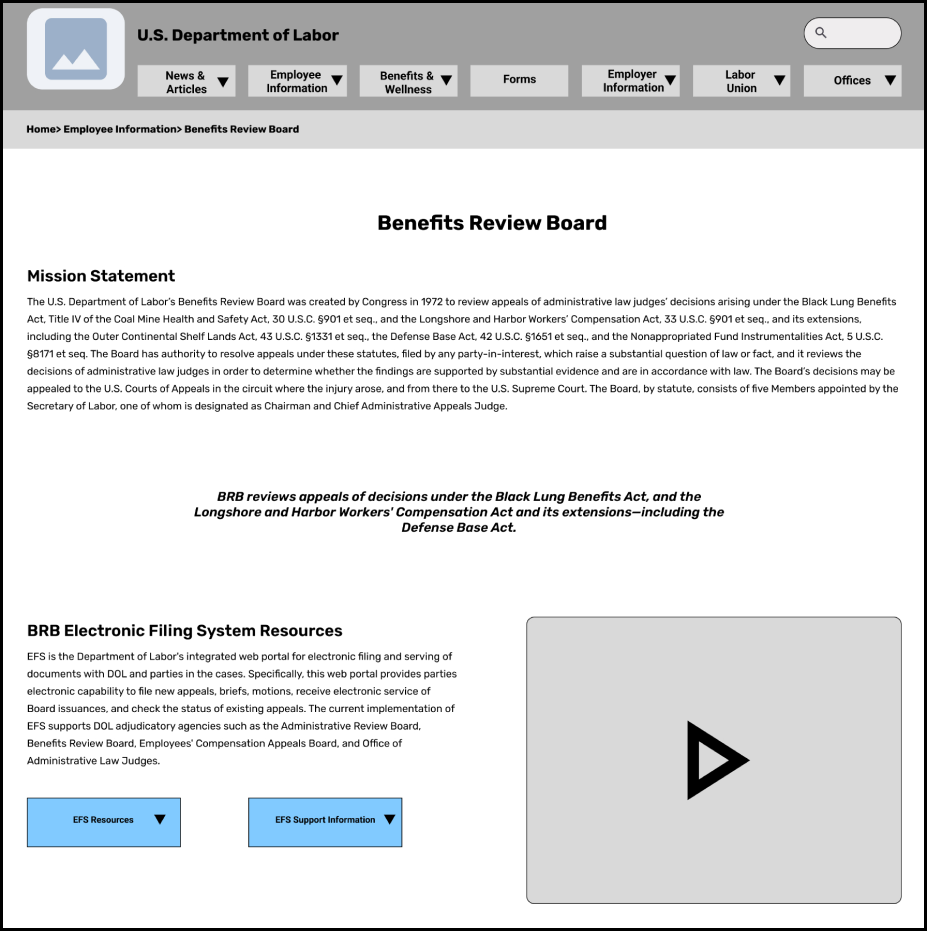 U.S. Department of Labor
News &
Articles
Employee
Information
Benefits &
Wellness
Forms
Employer
Information
Labor
Union
Offices
Home> Employee Information> Benefits Review Board
Benefits Review Board
Mission Statement
The U.S. Department of Labor's Benefits Review Board was created by Congress in 1972 to review appeals of administrative law judges' decisions arising under the Black Lung Benefits
Act, Title IV of the Coal Mine Health and Safety Act, 30 U.S.C. §901 et seq., and the Longshore and Harbor Workers' Compensation Act, 33 U.S.C. §901 et seq., and its extensions,
including the Outer Continental Shelf Lands Act, 43 U.S.C. §1331 et seq., the Defense Base Act, 42 U.S.C. §1651 et seq., and the Nonappropriated Fund Instrumentalities Act, 5 U.S.C.
§8171 et seq. The Board has authority to resolve appeals under these statutes, filed by any party-in-interest, which raise a substantial question of law or fact, and it reviews the
decisions of administrative law judges in order to determine whether the findings are supported by substantial evidence and are in accordance with law. The Board's decisions may be
appealed to the U.S. Courts of Appeals in the circuit where the injury arose, and from there to the U.S. Supreme Court. The Board, by statute, consists of five Members appointed by the
Secretary of Labor, one of whom is designated as Chairman and Chief Administrative Appeals Judge.
BRB reviews appeals of decisions under the Black Lung Benefits Act, and the
Longshore and Harbor Workers' Compensation Act and its extensions—including the
Defense Base Act.
BRB Electronic Filing System Resources
EFS is the Department of Labor's integrated web portal for electronic filing and serving of
documents with DOL and parties in the cases. Specifically, this web portal provides parties
electronic capability to file new appeals, briefs, motions, receive electronic service of
Board issuances, and check the status of existing appeals. The current implementation of
EFS supports DOL adjudicatory agencies such as the Administrative Review Board,
Benefits Review Board, Employees' Compensation Appeals Board, and Office of
Administrative Law Judges.
EFS Resources
EFS Support Information